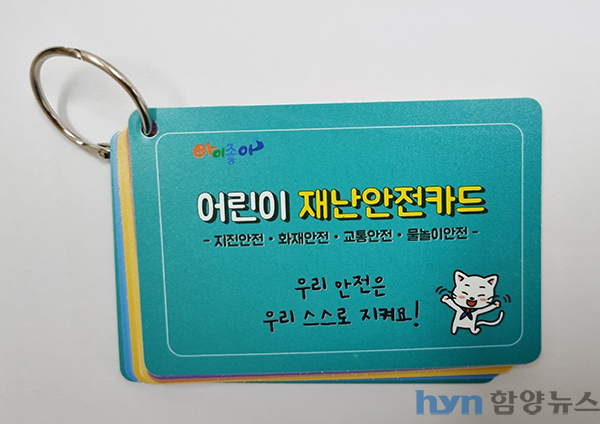 아이좋아
어린이 재난안전카드
- 지진안전 · 화재안전 · 교통안전 · 물놀이안전 -
우리 안전은
우리 스스로 지켜요!
hyn 함양뉴스